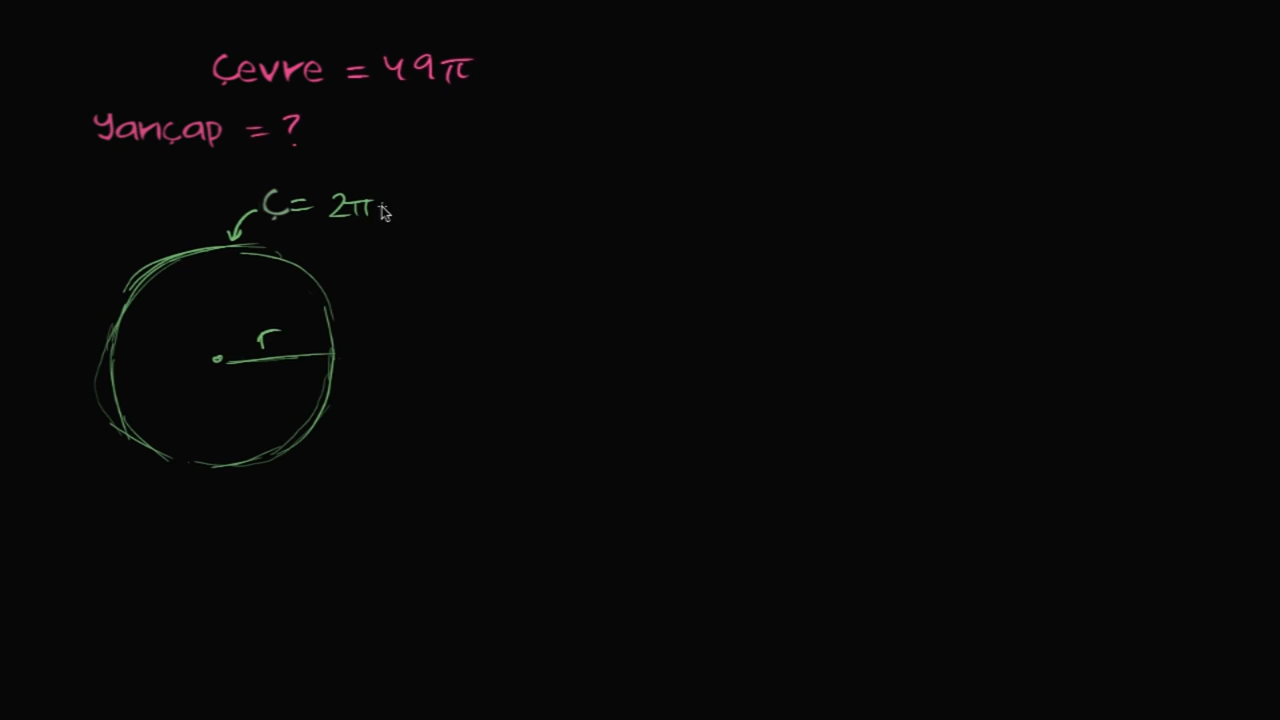 Çevre = 49π
Yarıçap = ?
Ç = 2π
r